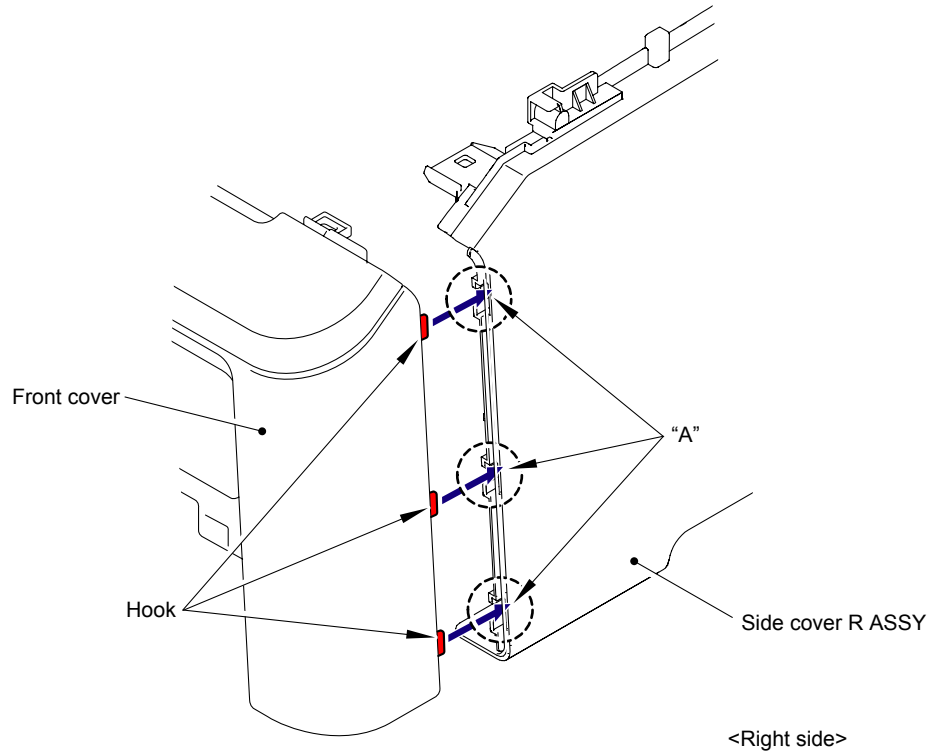 Front cover
“A”
Hook
Side cover R ASSY
<Right side>